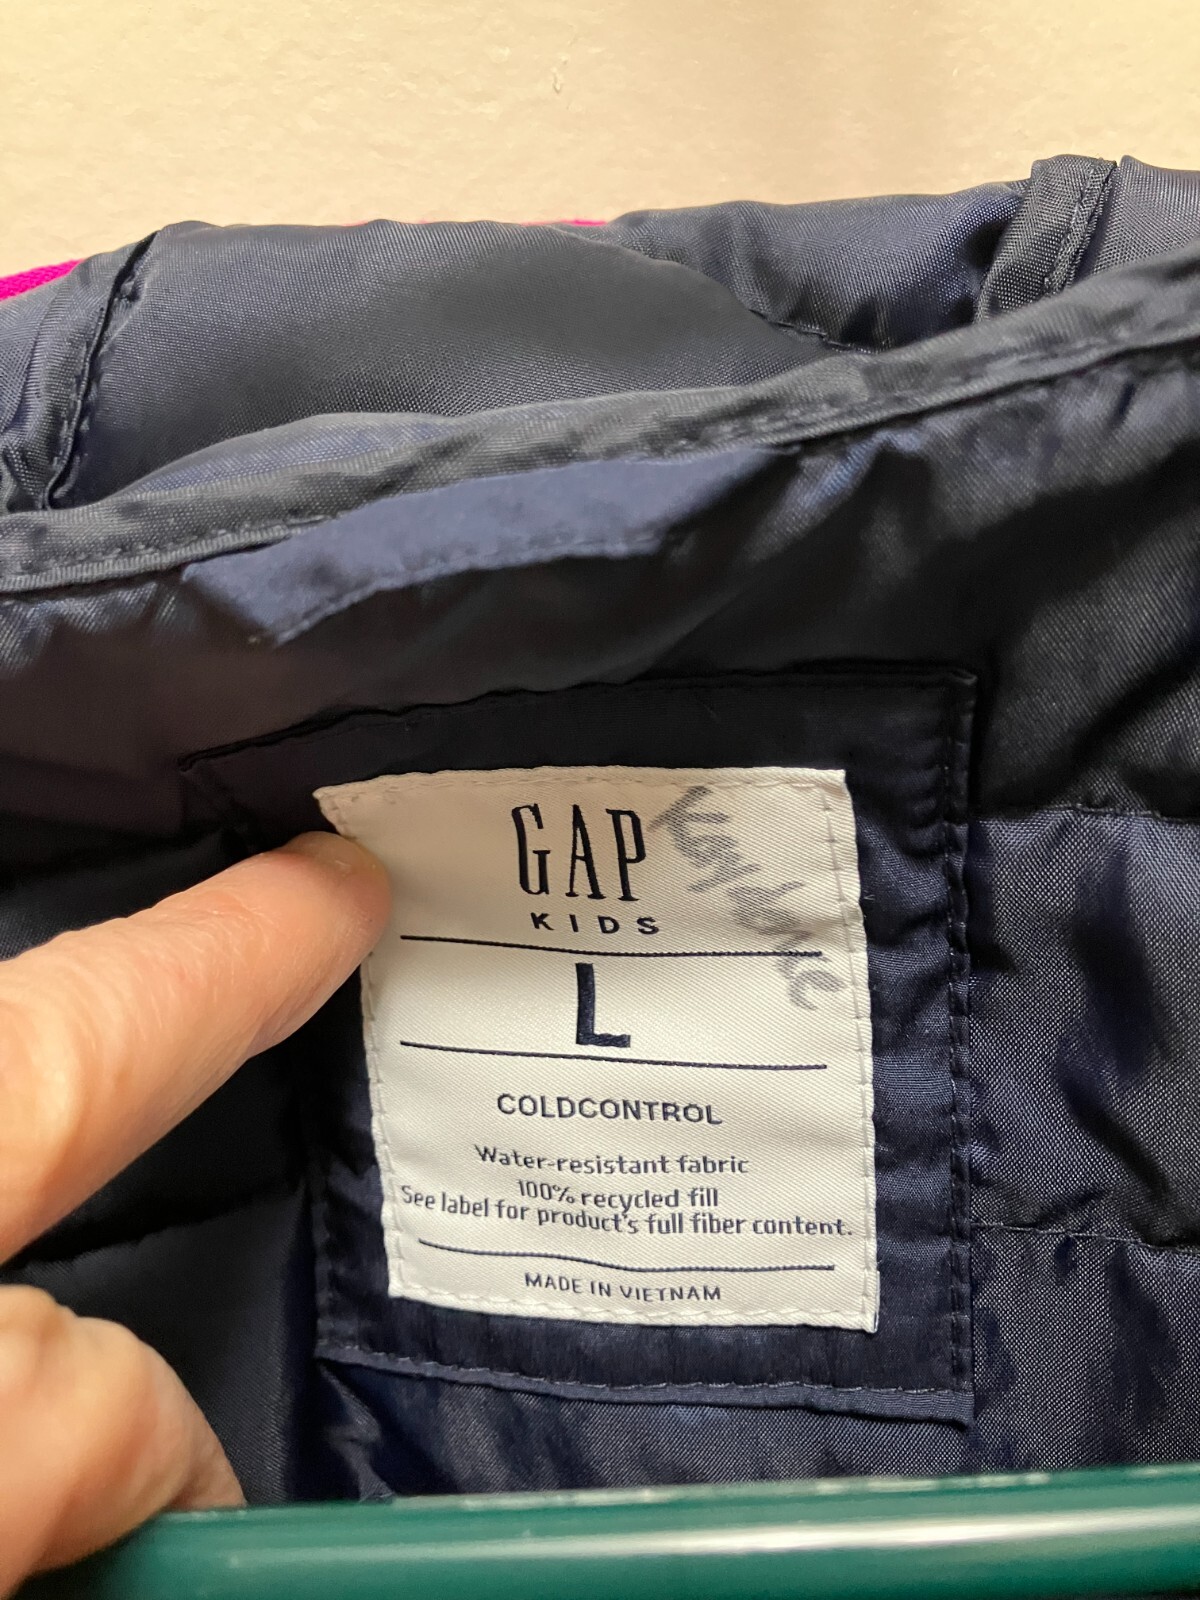 GAP
KIDS
L
COLDCONTROL
Water-resistant fabric
100% recycled fill
See label for product's full fiber content.
MADE IN VIETNAM